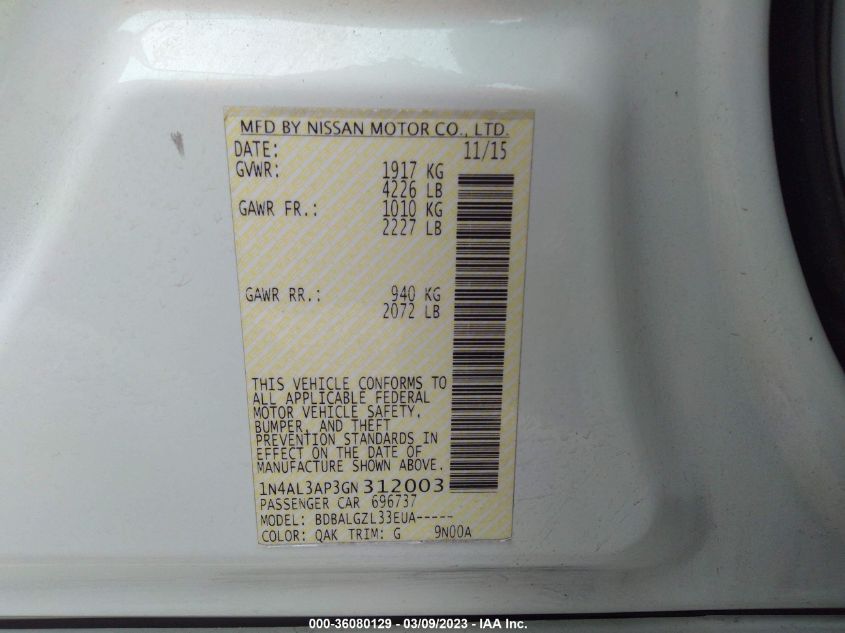 MFD BY NISSAN MOTOR CO., LTD.
DATE: 11/15
GVWR: 1917 KG
4226 LB
GAWR FR.: 1010 KG
2227 LB
GAWR RR.: 940 KG
2072 LB
THIS VEHICLE CONFORMS TO
ALL APPLICABLE FEDERAL
MOTOR VEHICLE SAFETY,
BUMPER, AND THEFT
PREVENTION STANDARDS IN
EFFECT ON THE DATE OF
MANUFACTURE SHOWN ABOVE.
1N4AL3AP3GN312003
PASSENGER CAR 696737
MODEL: BDBALGZL33EUA-----
COLOR: QAK TRIM: G 9N00A
000-36080129 - 03/09/2023 - IAA Inc.